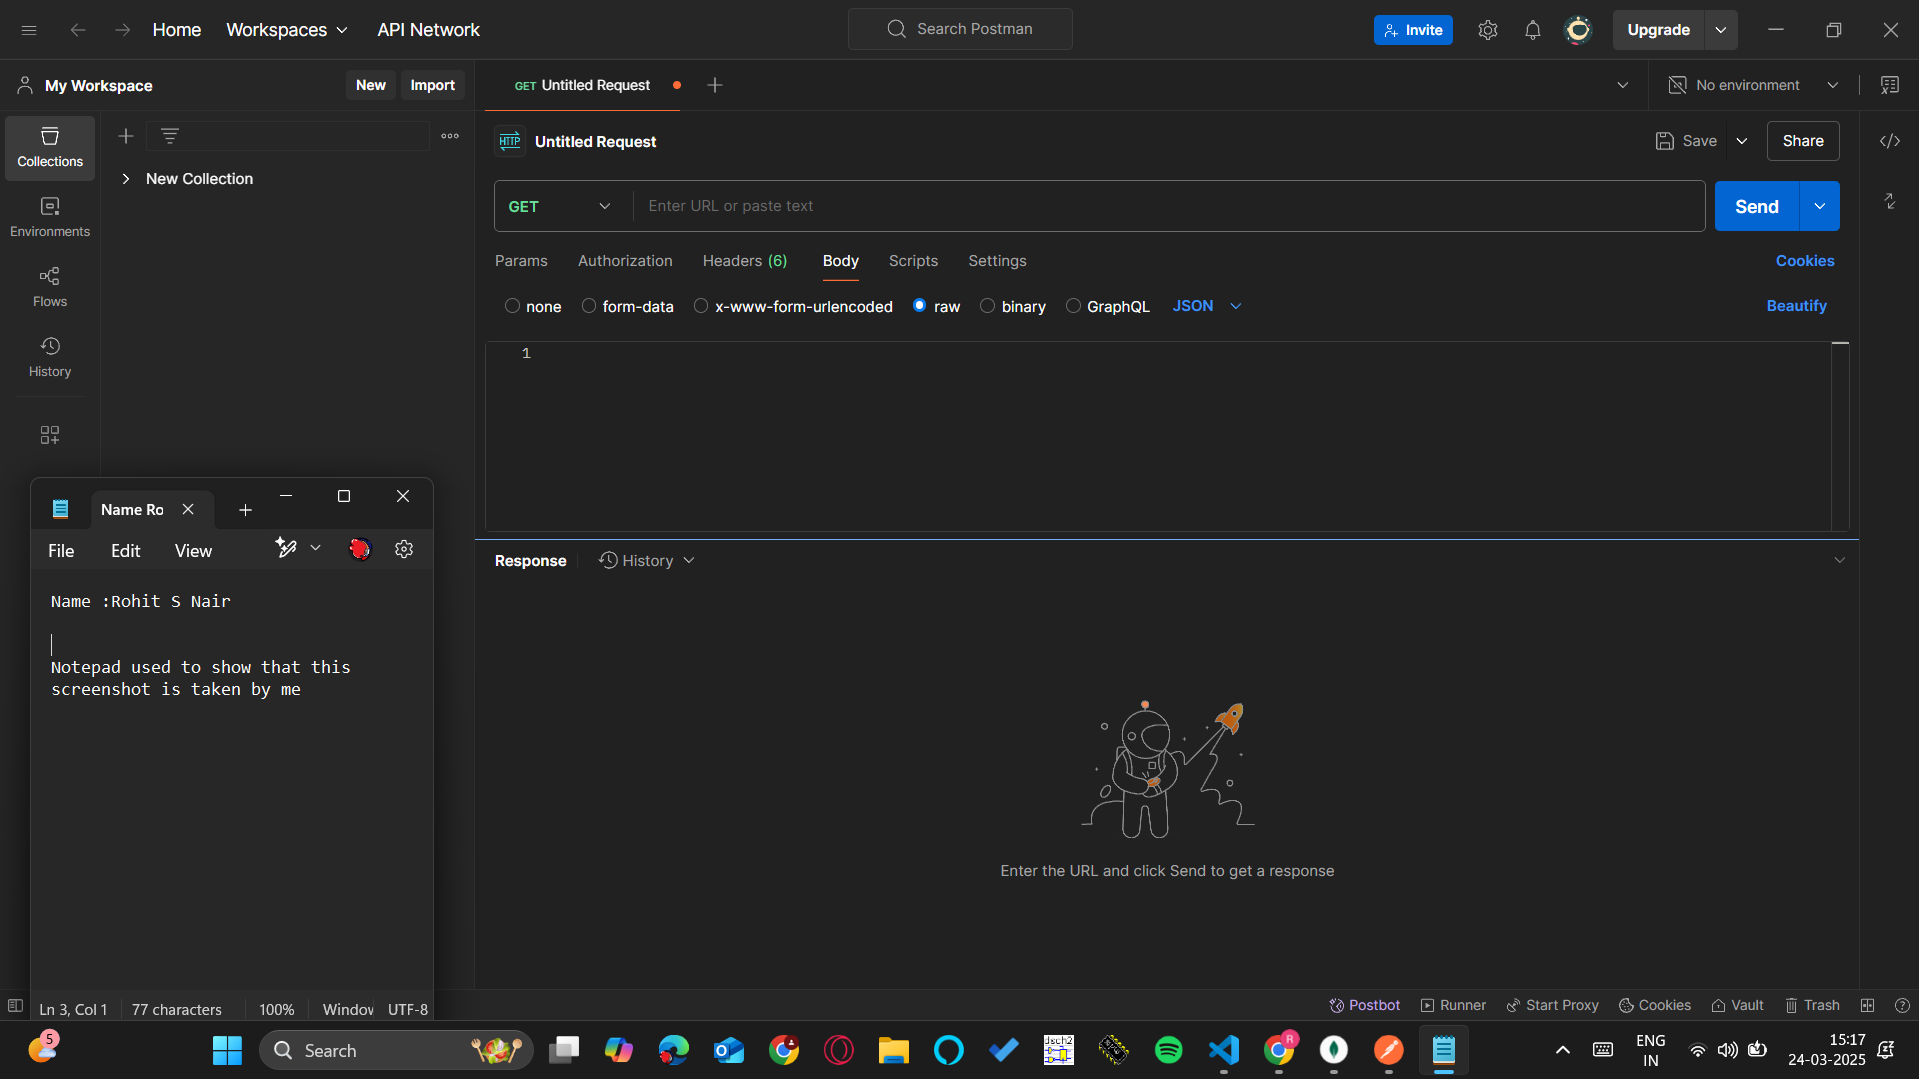 Home Workspaces API Network Search Postman Invite Upgrade
My Workspace New Import GET Untitled Request No environment
HTTP Untitled Request Save Share
Collections
New Collection
GET Enter URL or paste text Send
Environments
Params Authorization Headers (6) Body Scripts Settings Cookies
Flows
none form-data x-www-form-urlencoded raw binary GraphQL JSON Beautify
History
1
Name Ro
File Edit View
Name :Rohit S Nair
Notepad used to show that this
screenshot is taken by me
Ln 3, Col 1 77 characters 100% Window UTF-8
Response History
Enter the URL and click Send to get a response
Postbot Runner Start Proxy Cookies Vault Trash
5 Search dsch2 R ENG
IN
15:17
24-03-2025